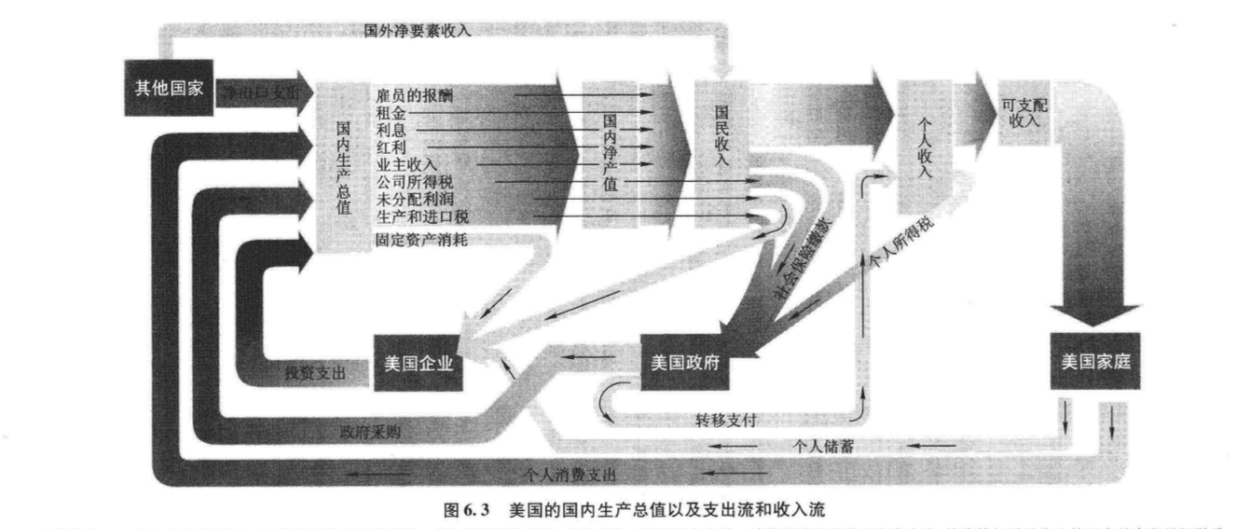 国外净要素收入
其他国家
净出口支出
国内生产总值
雇员的报酬
租金
利息
红利
业主收入
公司所得税
未分配利润
生产和进口税
固定资产消耗
国内净产值
国民收入
个人收入
可支配
收入
社会保险缴款
个人所得税
美国企业
美国政府
美国家庭
投资支出
转移支付
政府采购
个人储蓄
个人消费支出
图 6.3 美国的国内生产总值以及支出流和收入流